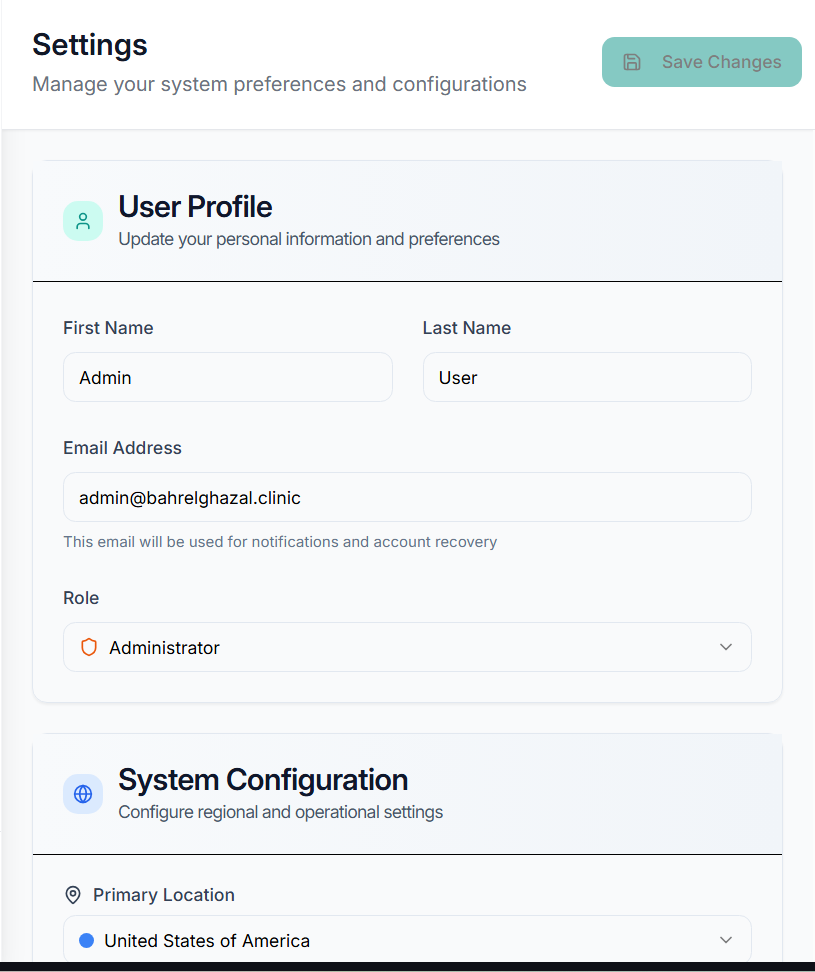 Settings
Manage your system preferences and configurations
Save Changes
User Profile
Update your personal information and preferences
First Name
Last Name
Admin
User
Email Address
admin@bahrelghazal.clinic
This email will be used for notifications and account recovery
Role
Administrator
System Configuration
Configure regional and operational settings
Primary Location
United States of America